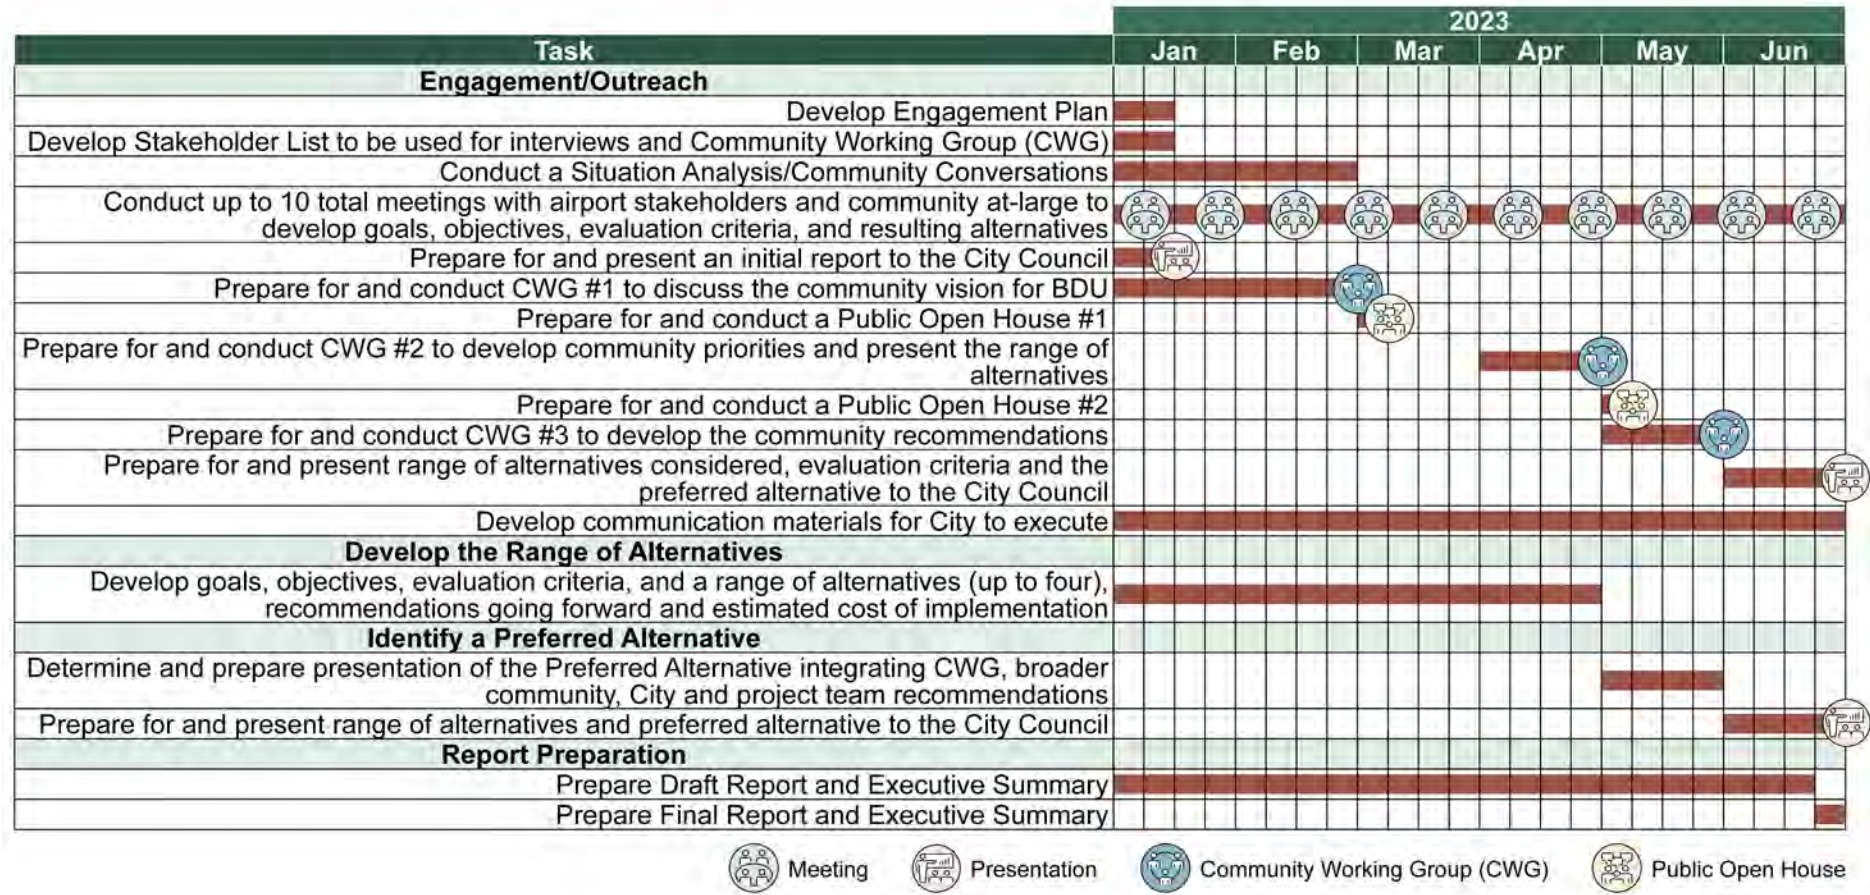 2023
Task Jan Feb Mar Apr May Jun
Engagement/Outreach
Develop Engagement Plan
Develop Stakeholder List to be used for interviews and Community Working Group (CWG)
Conduct a Situation Analysis/Community Conversations
Conduct up to 10 total meetings with airport stakeholders and community at-large to
develop goals, objectives, evaluation criteria, and resulting alternatives
Prepare for and present an initial report to the City Council
Prepare for and conduct CWG #1 to discuss the community vision for BDU
Prepare for and conduct a Public Open House #1
Prepare for and conduct CWG #2 to develop community priorities and present the range of
alternatives
Prepare for and conduct a Public Open House #2
Prepare for and conduct CWG #3 to develop the community recommendations
Prepare for and present range of alternatives considered, evaluation criteria and the
preferred alternative to the City Council
Develop communication materials for City to execute
Develop the Range of Alternatives
Develop goals, objectives, evaluation criteria, and a range of alternatives (up to four),
recommendations going forward and estimated cost of implementation
Identify a Preferred Alternative
Determine and prepare presentation of the Preferred Alternative integrating CWG, broader
community, City and project team recommendations
Prepare for and present range of alternatives and preferred alternative to the City Council
Report Preparation
Prepare Draft Report and Executive Summary
Prepare Final Report and Executive Summary
Meeting Presentation Community Working Group (CWG) Public Open House